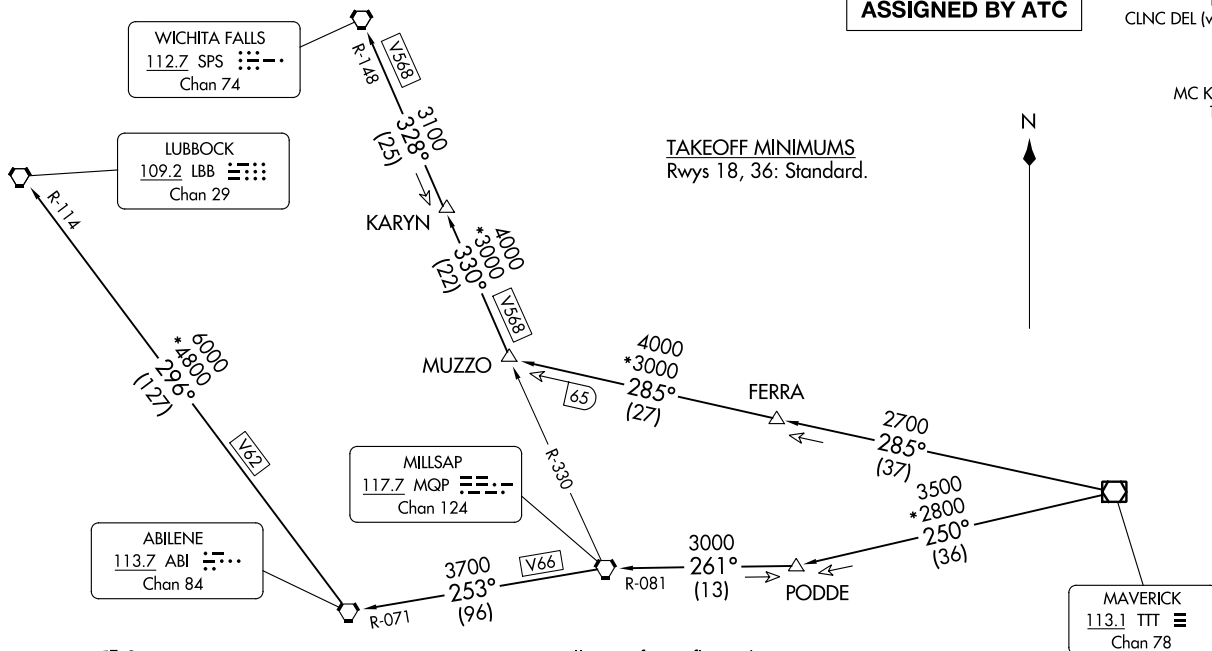 ASSIGNED BY ATC
CLNC DEL
MC K
WICHITA FALLS
112.7 SPS
Chan 74
R-148
V568
3100
328°
(25)
LUBBOCK
109.2 LBB
Chan 29
R-114
TAKEOFF MINIMUMS
Rwys 18, 36: Standard.
N
KARYN
4000
*3000
330°
(22)
V568
MUZZO
4000
*3000
285°
(27)
65
FERRA
2700
285°
(37)
6000
*4800
296°
(127)
V62
R-330
MILLSAP
117.7 MQP
Chan 124
3500
*2800
250°
(36)
ABILENE
113.7 ABI
Chan 84
3700
253°
(96)
V66
R-071
R-081
3000
261°
(13)
PODDE
MAVERICK
113.1 TTT
Chan 78